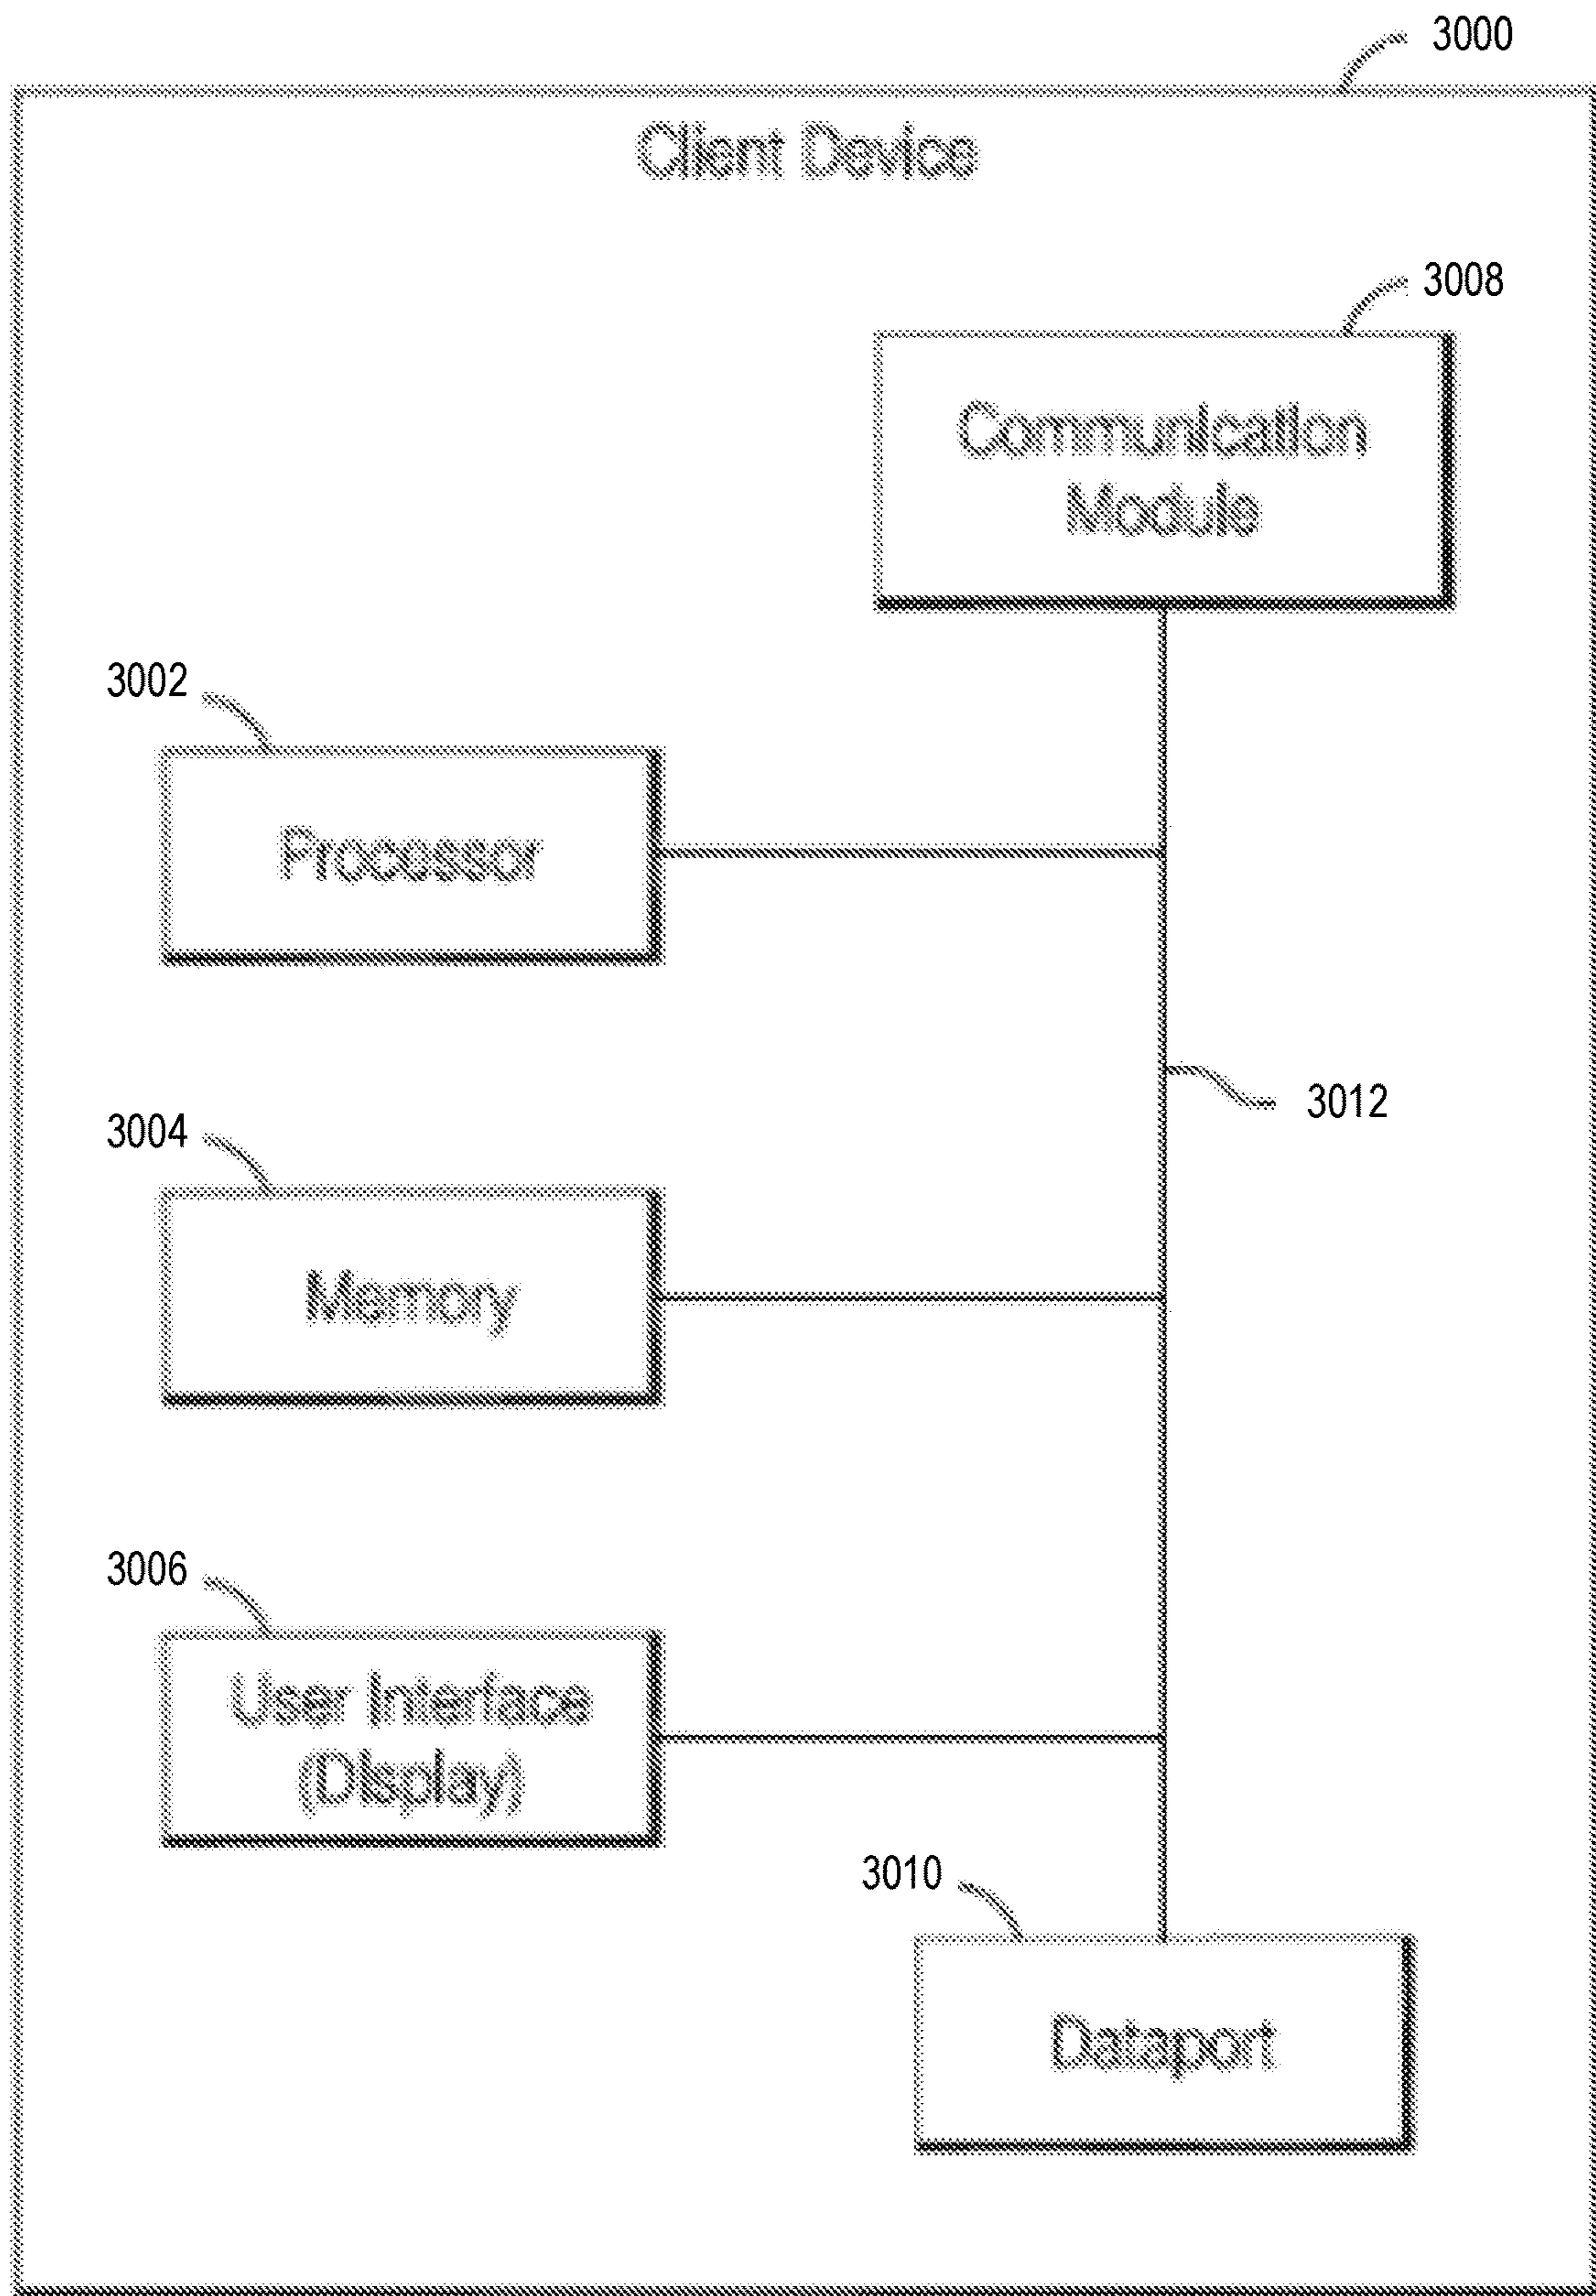 3000
Client Device
3008
Communication
Module
3002
Processor
3012
3004
Memory
3006
User Interface
(Display)
3010
Dataport